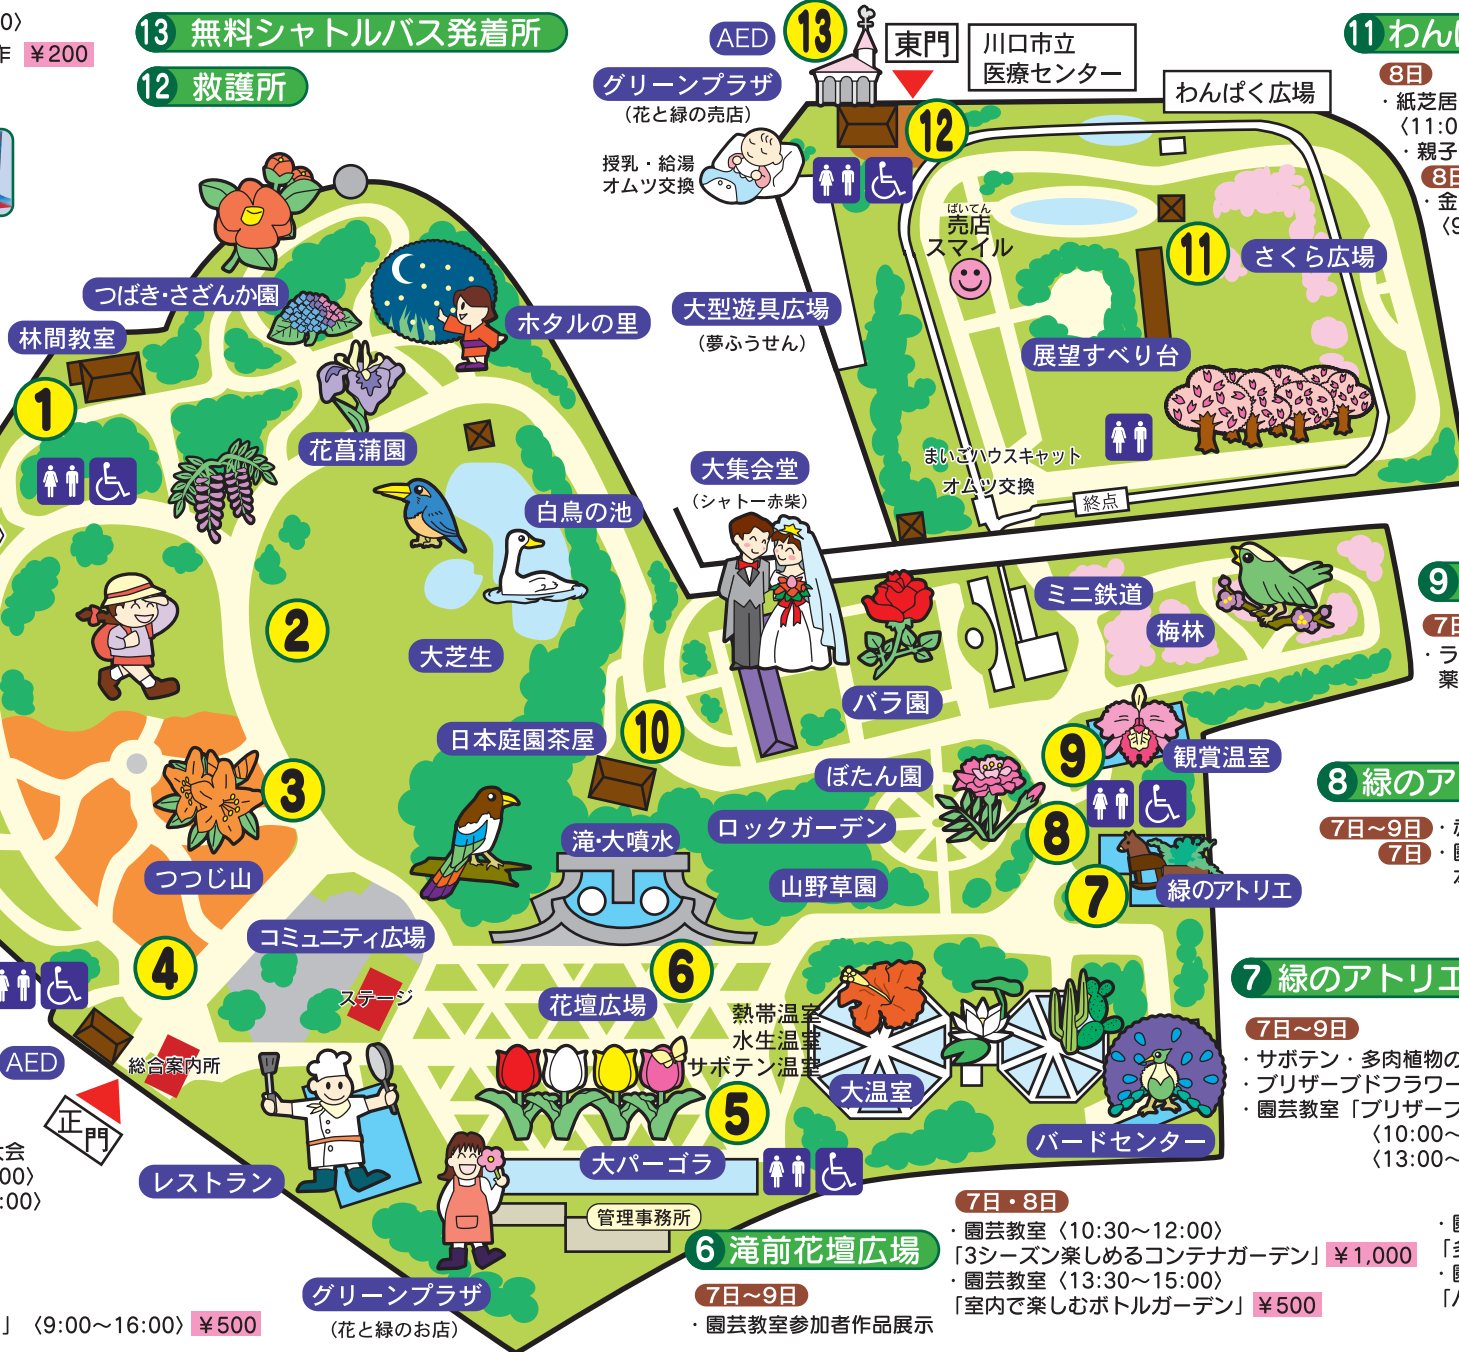 0〉
作 ￥200
13 無料シャトルバス発着所
12 救護所
AED
13
東門
川口市立
医療センター
グリーンプラザ
(花と緑の売店)
授乳・給湯
オムツ交換
12
わんぱく広場
11 わんぱ
8日
・紙芝居
〈11:0
・親子
8日
・金
〈9
ばいてん
売店
スマイル
11
さくら広場
大型遊具広場
(夢ふうせん)
展望すべり台
まいごハウスキャット
オムツ交換
終点
つばき・さざんか園
林間教室
ホタルの里
1
花菖蒲園
大集会堂
(シャトー赤柴)
白鳥の池
2
大芝生
ミニ鉄道
梅林
バラ園
9
7日
・ラ
薬
日本庭園茶屋
10
9
観賞温室
ぼたん園
3
ロックガーデン
8
滝・大噴水
山野草園
7
緑のアトリエ
つつじ山
8 緑のア
7日～9日
7日
コミュニティ広場
ステージ
4
6
花壇広場
熱帯温室
水生温室
サボテン温室
大温室
5
バードセンター
7 緑のアトリエ
7日～9日
・サボテン・多肉植物の
・ブリザーブドフラワー
・園芸教室「ブリザーブ
〈10:00～
〈13:00～
AED
総合案内所
正門
大会
00〉
:00〉
レストラン
大パーゴラ
管理事務所
グリーンプラザ
(花と緑のお店)
」〈9:00～16:00〉 ￥500
6 滝前花壇広場
7日～9日
・園芸教室参加者作品展示
7日・8日
・園芸教室〈10:30～12:00〉
「3シーズン楽しめるコンテナガーデン」 ￥1,000
・園芸教室〈13:30～15:00〉
「室内で楽しむボトルガーデン」 ￥500